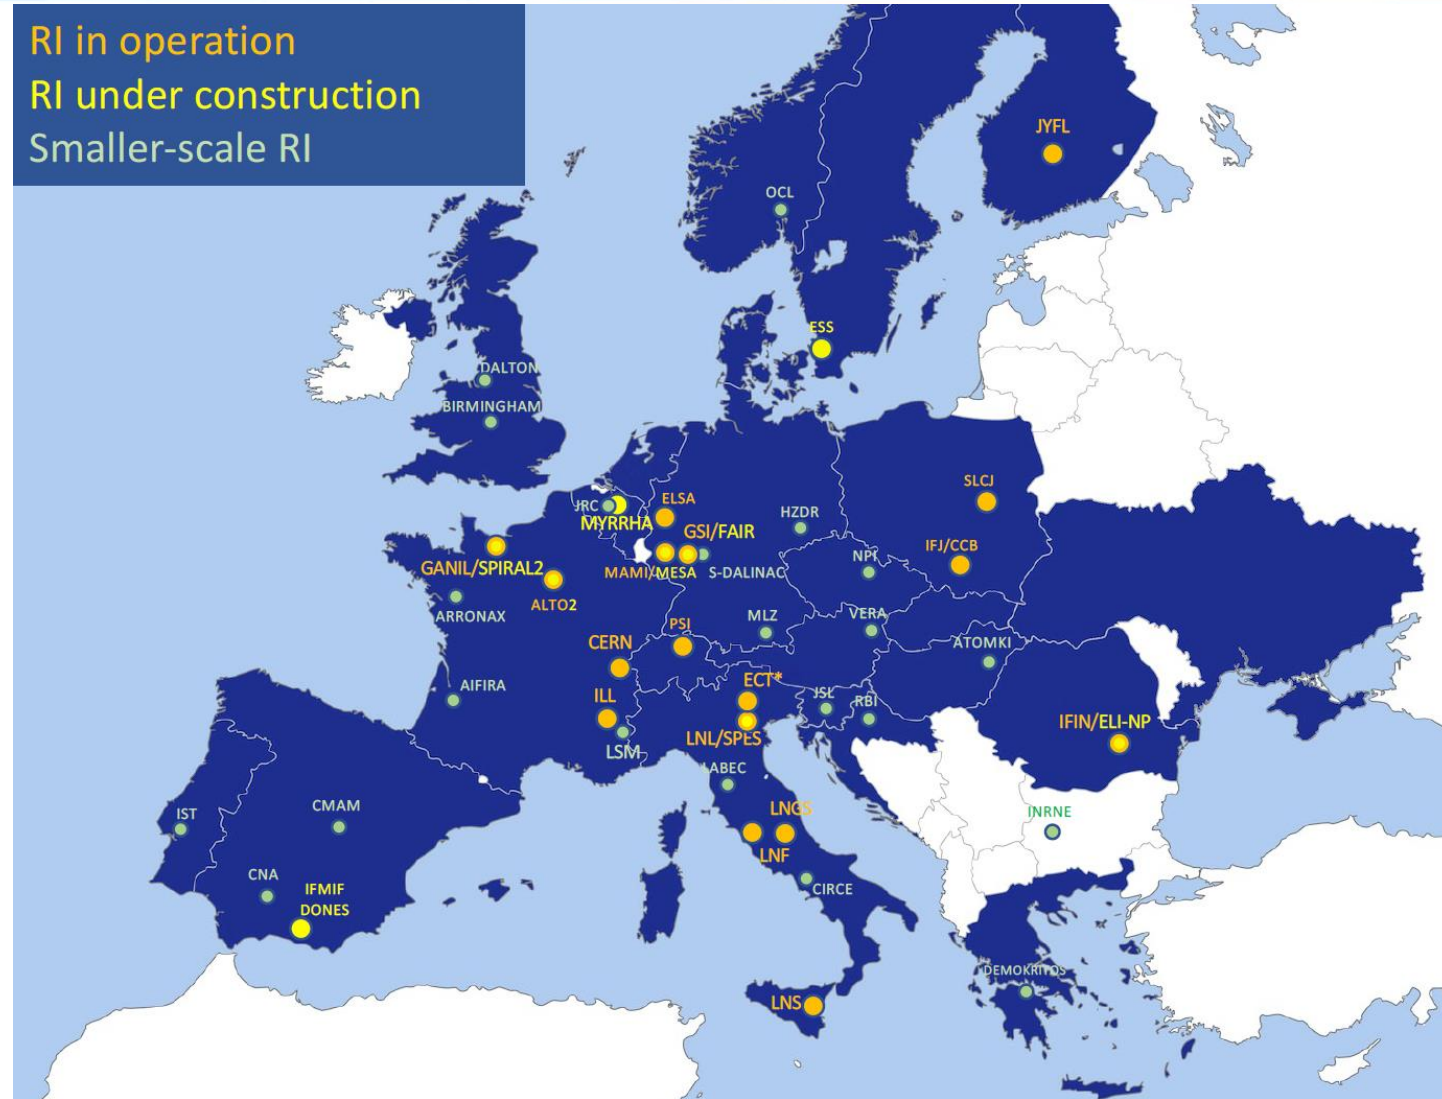 RI in operation
RI under construction
Smaller-scale RI
JYFL
OCL
ESS
DALTON
BIRMINGHAM
SLCJ
JRC
ELSA
HZDR
MYRRHA
GSI/FAIR
IFJ/CCB
NPI
GANIL/SPIRAL2
MAMI/MESA
S-DALINAC
ALTO2
ARRONAX
MLZ
VERA
PSI
CERN
ATOMKI
AIFIRA
ECT*
ILL
JSL
RBI
IFIN/ELI-NP
LNL/SPES
LSM
LABEC
CMAM
IST
LNGS
INRNE
LNF
CNA
IFMIF
DONES
CIRCE
DEMOKRITOS
LNS